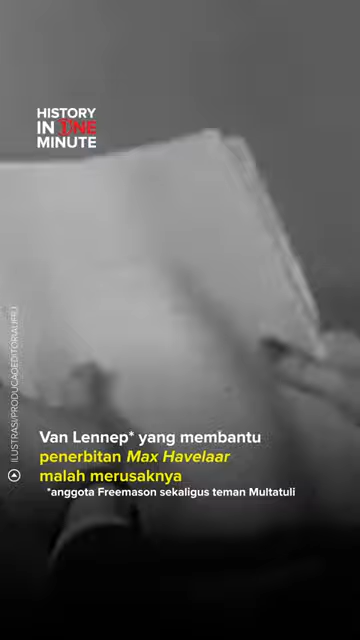 HISTORY
IN ONE
MINUTE
ILUSTRASI/PRODUCAOEDITORIALIFRJ
Van Lennep* yang membantu
penerbitan Max Havelaar
malah merusaknya
*anggota Freemason sekaligus teman Multatuli